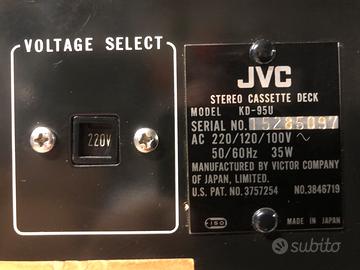 VOLTAGE SELECT
220V
JVC
STEREO CASSETTE DECK
MODEL KD-95U
SERIAL NO. 15285097
AC 220/120/100V~
50/60Hz 35W
MANUFACTURED BY VICTOR COMPANY
OF JAPAN, LIMITED.
U.S. PAT. NO.3757254 NO.3846719
MADE IN JAPAN
subito